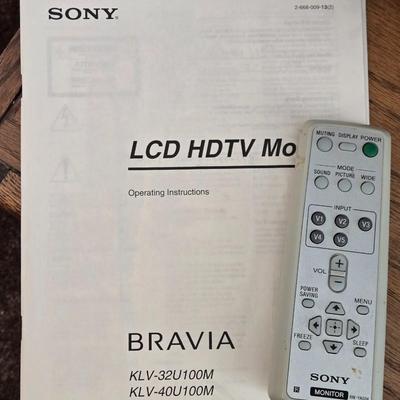 SONY
2-668-009-13(2)
LCD HDTV Mo
Operating Instructions
BRAVIA
KLV-32U100M
KLV-40U100M
MUTING DISPLAY POWER
MODE
SOUND PICTURE WIDE
INPUT
V1 V2 V3
V4 V5
VOL + −
POWER SAVING
MENU
FREEZE SLEEP
SONY
MONITOR